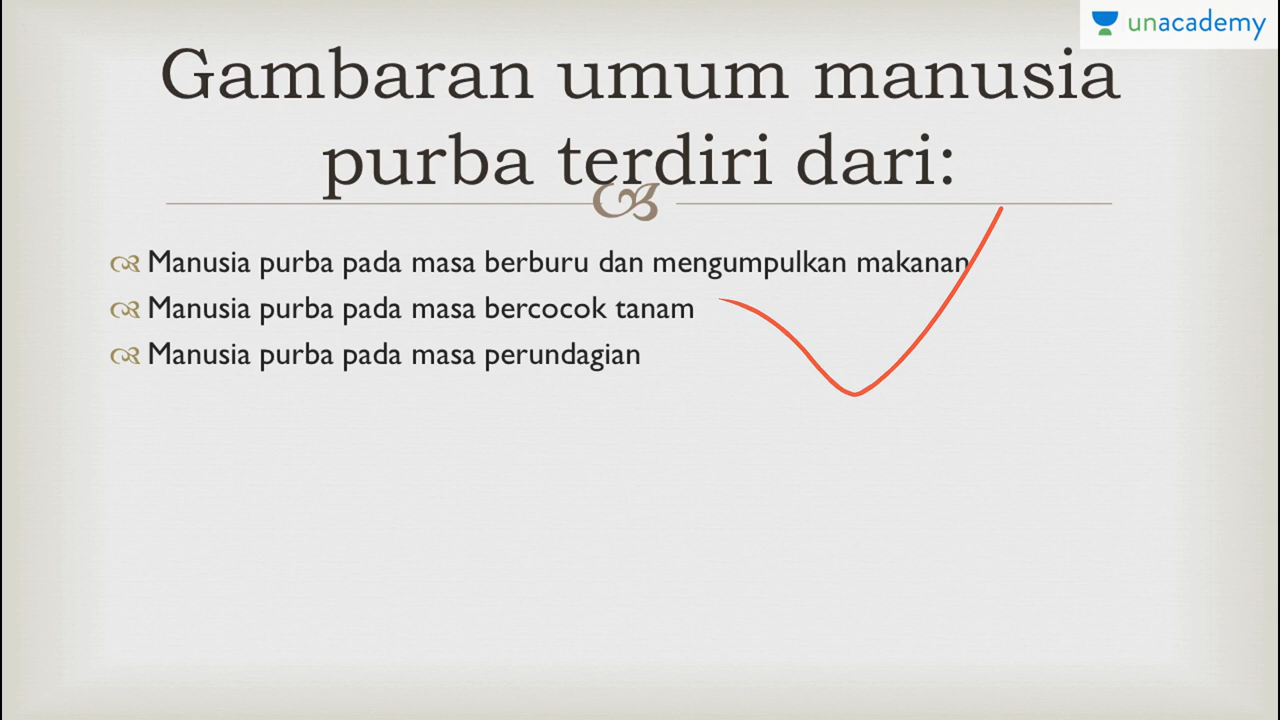 unacademy
Gambaran umum manusia
purba terdiri dari:
Manusia purba pada masa berburu dan mengumpulkan makanan
Manusia purba pada masa bercocok tanam
Manusia purba pada masa perundagian